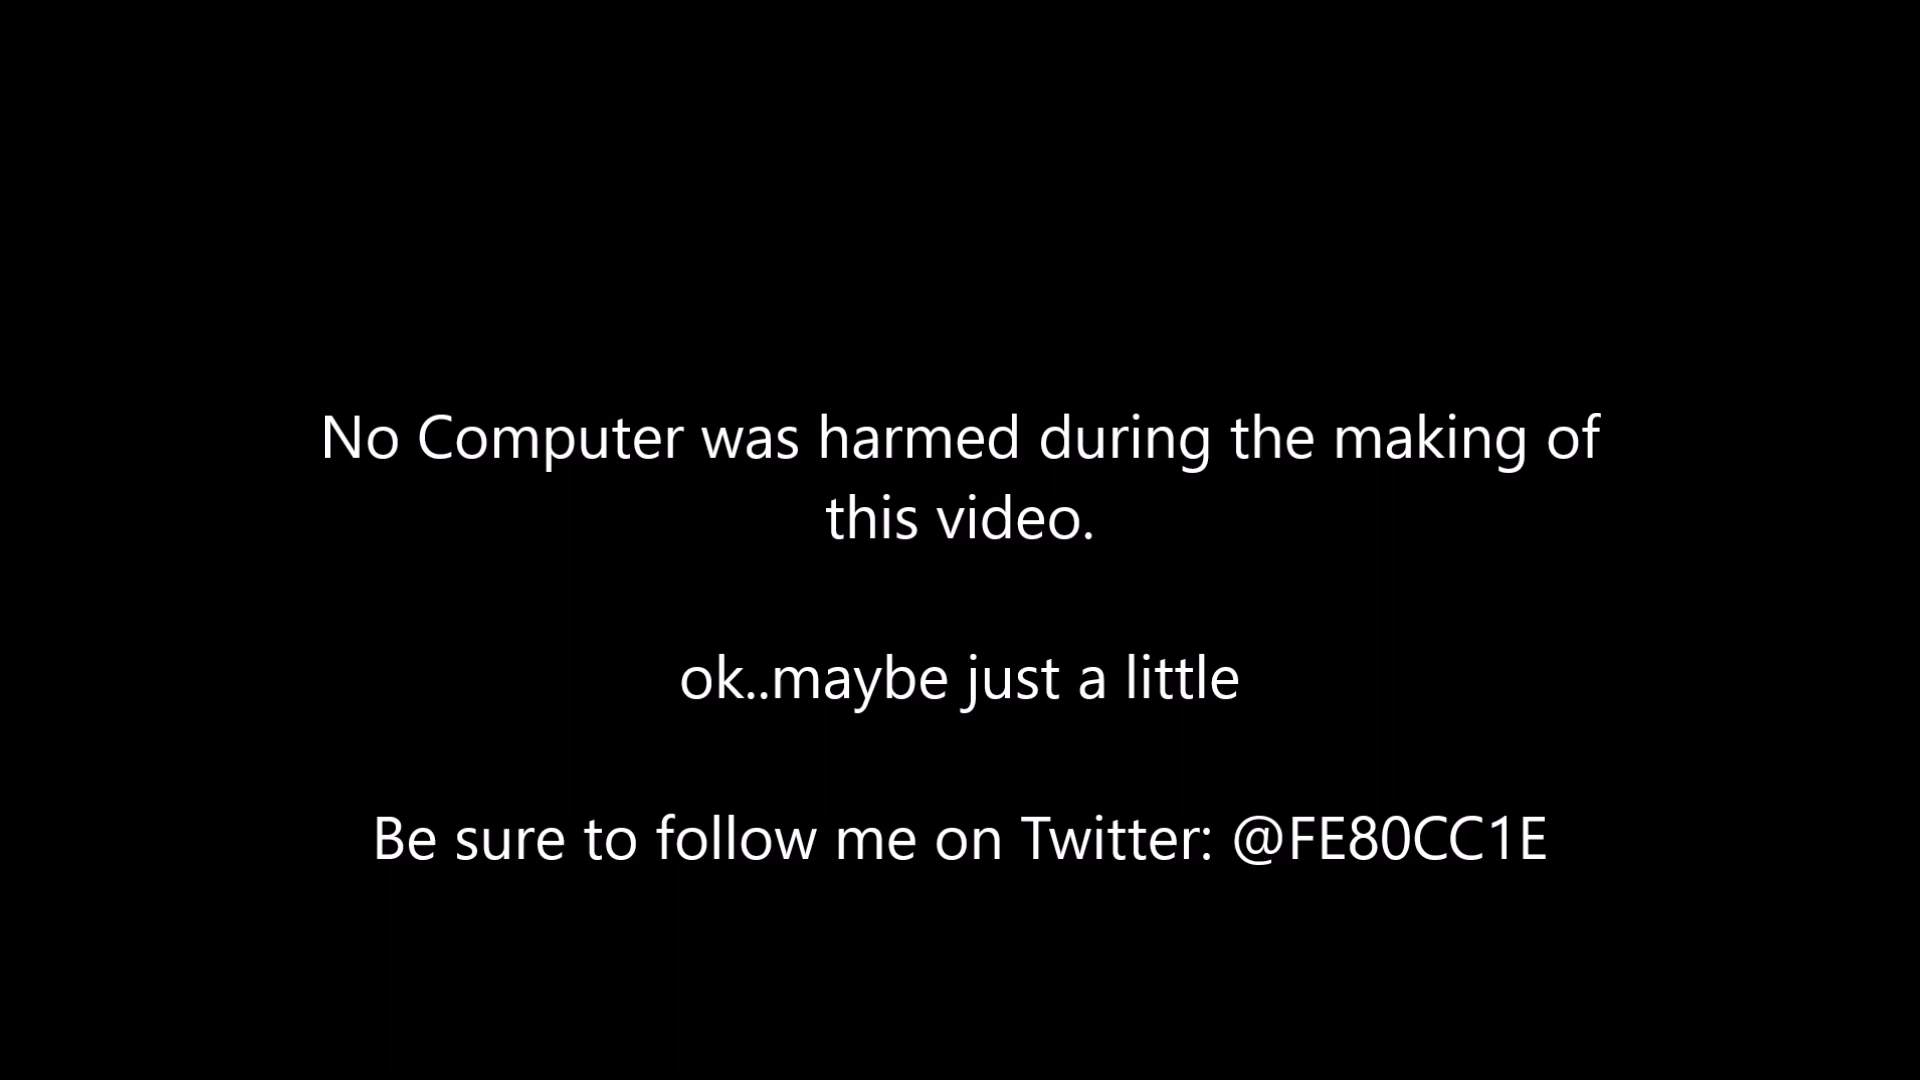 No Computer was harmed during the making of
this video.
ok..maybe just a little
Be sure to follow me on Twitter: @FE80CC1E